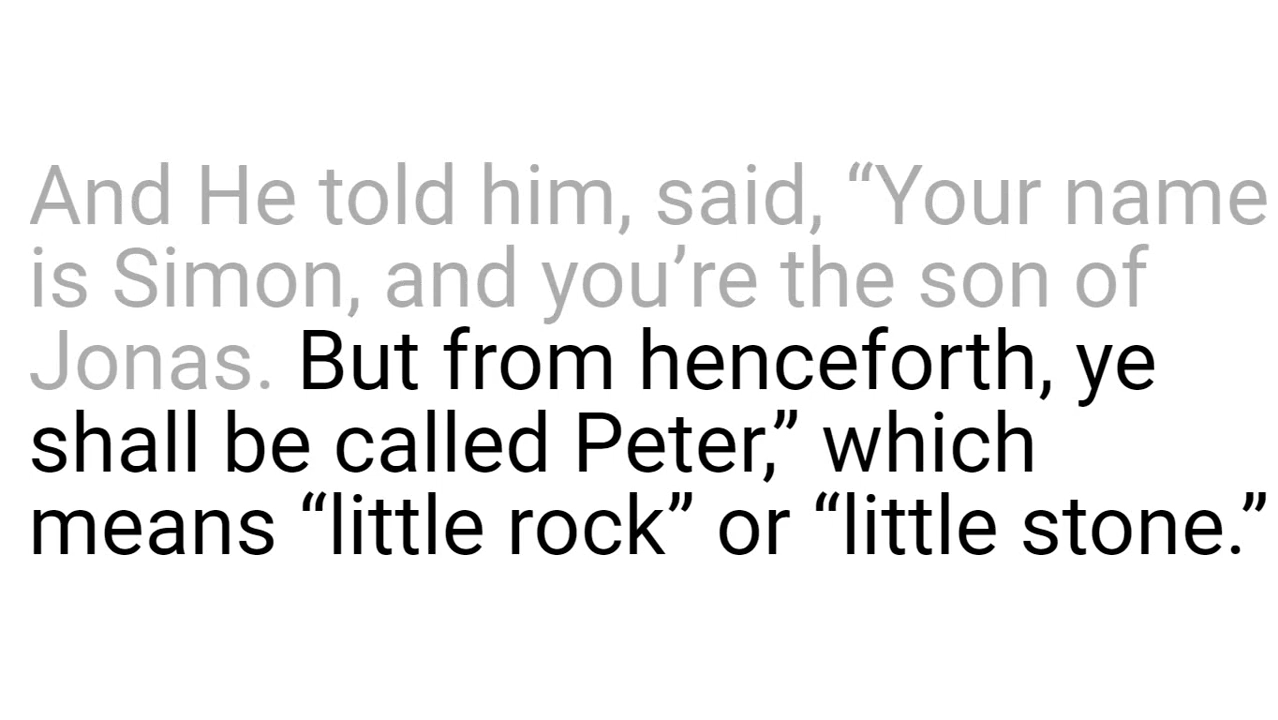 And He told him, said, “Your name
is Simon, and you’re the son of
Jonas. But from henceforth, ye
shall be called Peter,” which
means “little rock” or “little stone.”